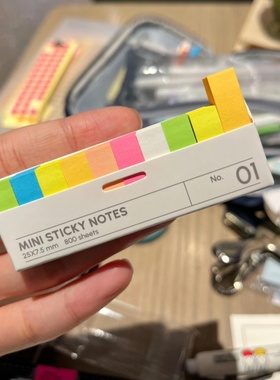 MINI STICKY NOTES
25X7.5 mm 800 sheets
No. 01